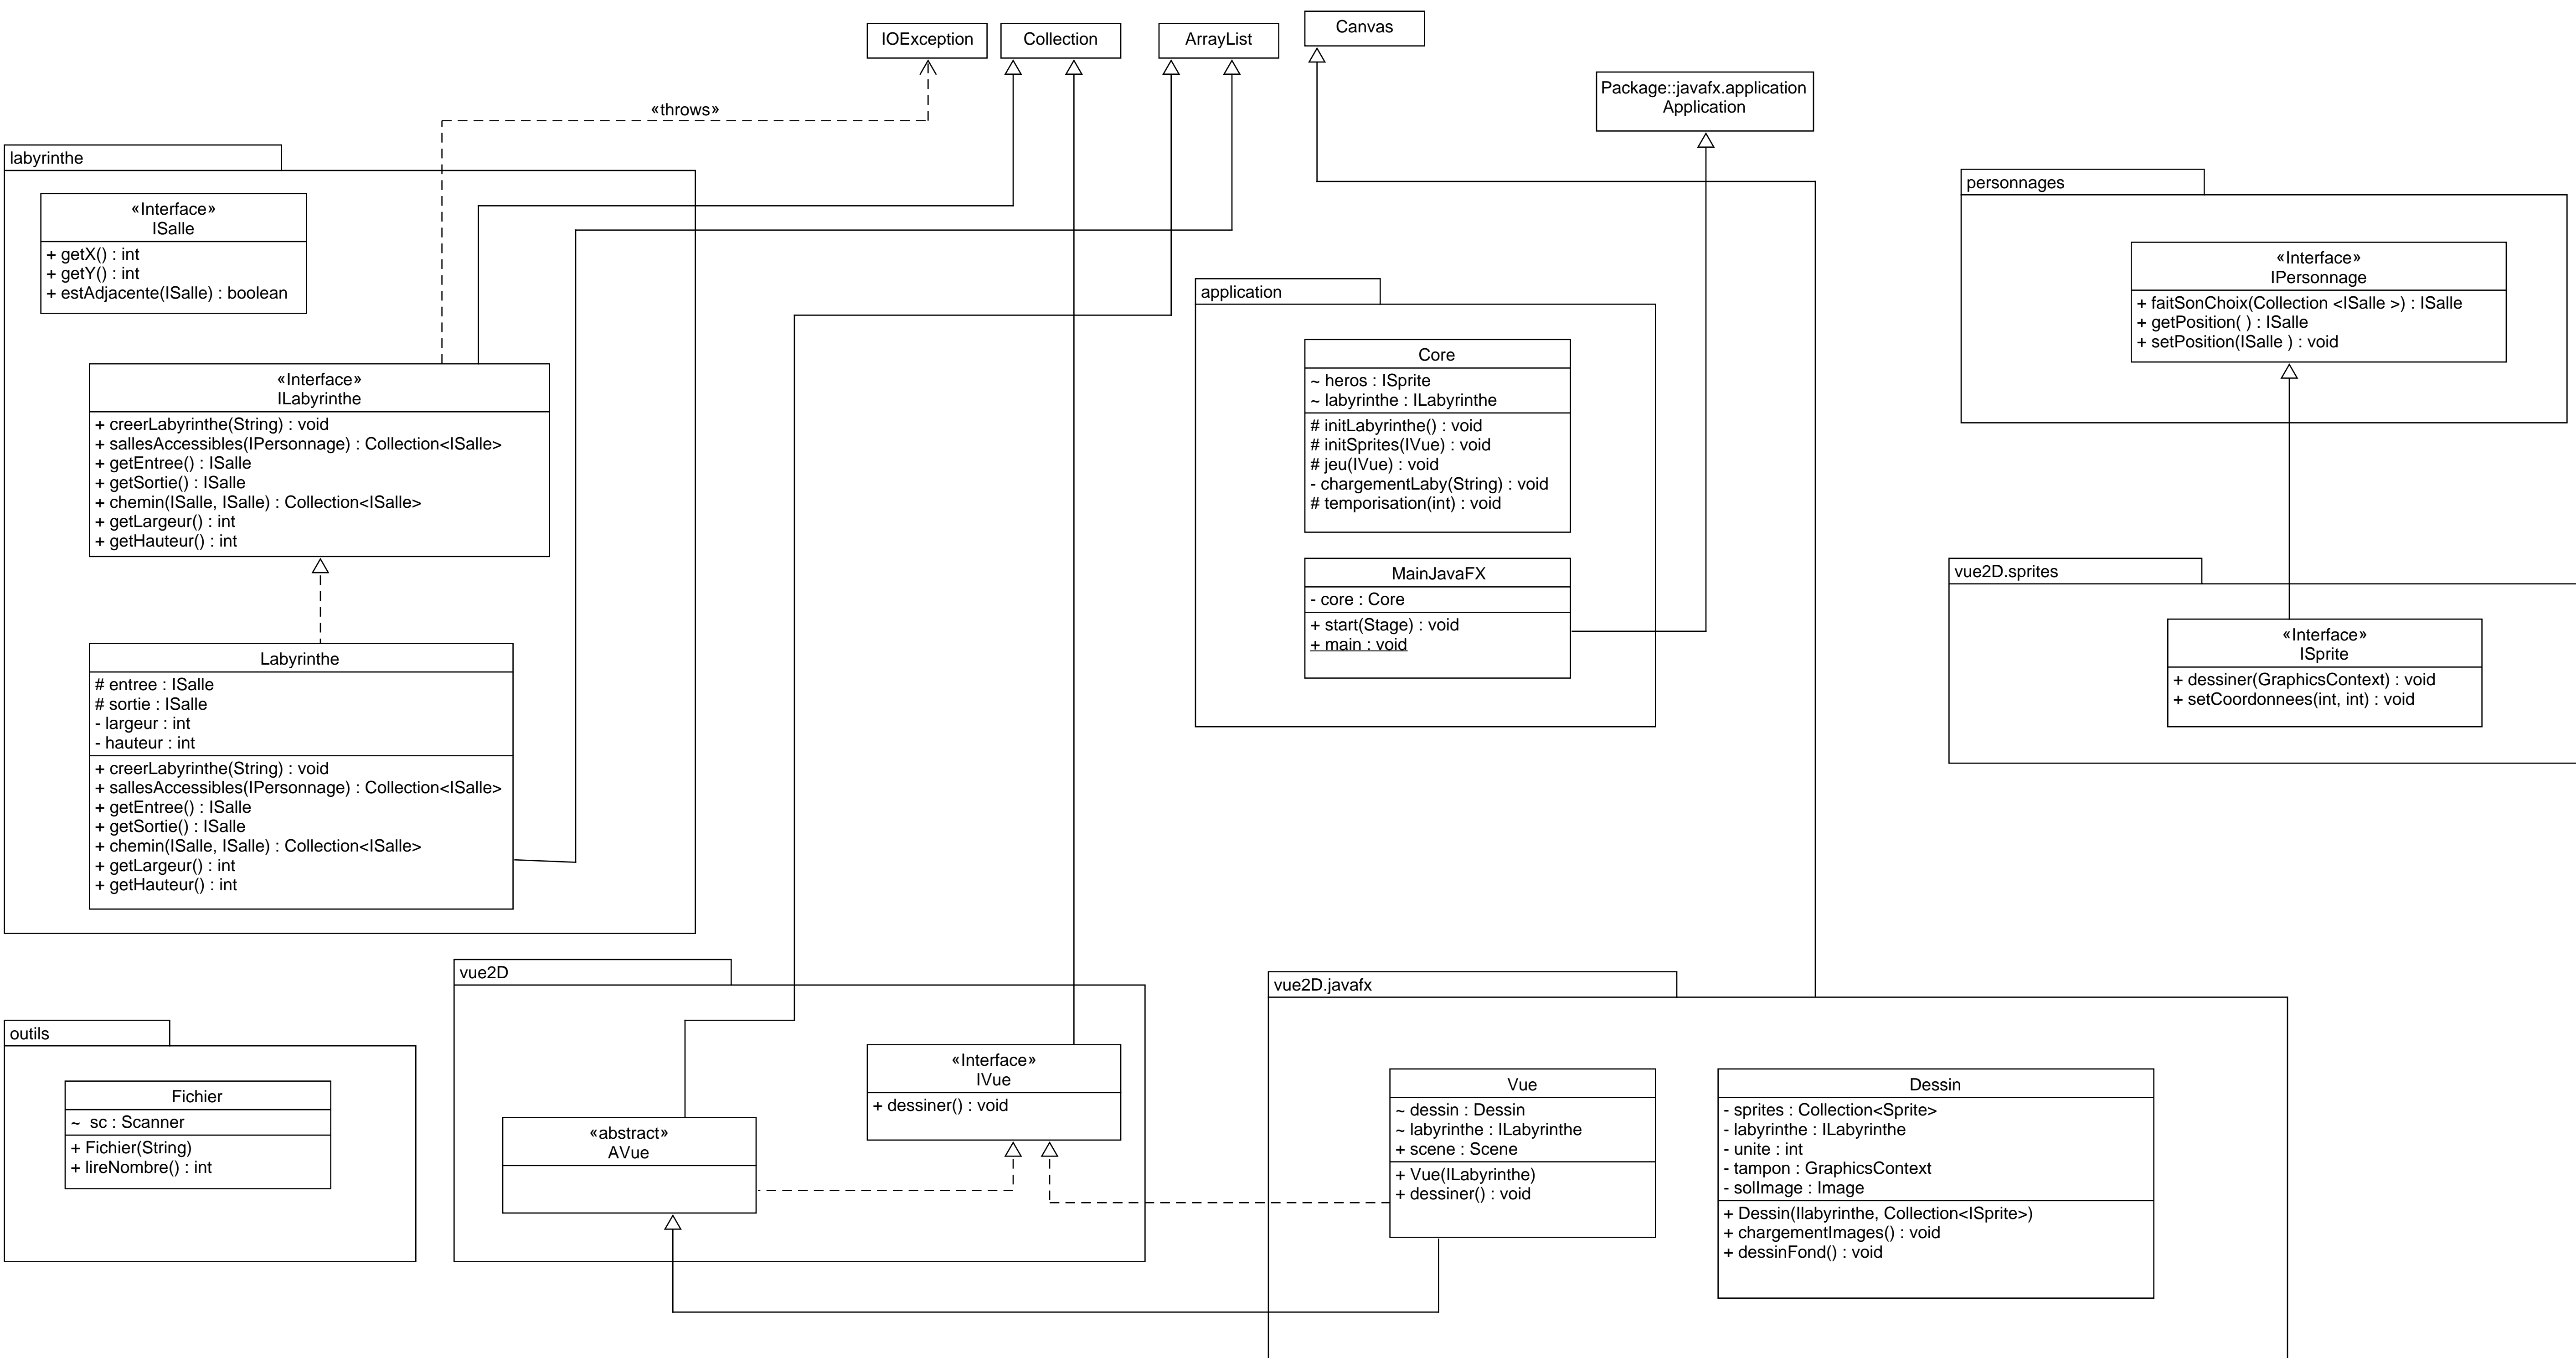 IOException
Collection
ArrayList
Canvas
Package::javafx.application
Application
«throws»
labyrinthe
«Interface»
ISalle
+ getX() : int
+ getY() : int
+ estAdjacente(ISalle) : boolean
«Interface»
ILabyrinthe
+ creerLabyrinthe(String) : void
+ sallesAccessibles(IPersonnage) : Collection<ISalle>
+ getEntree() : ISalle
+ getSortie() : ISalle
+ chemin(ISalle, ISalle) : Collection<ISalle>
+ getLargeur() : int
+ getHauteur() : int
Labyrinthe
# entree : ISalle
# sortie : ISalle
- largeur : int
- hauteur : int
+ creerLabyrinthe(String) : void
+ sallesAccessibles(IPersonnage) : Collection<ISalle>
+ getEntree() : ISalle
+ getSortie() : ISalle
+ chemin(ISalle, ISalle) : Collection<ISalle>
+ getLargeur() : int
+ getHauteur() : int
application
Core
~ heros : ISprite
~ labyrinthe : ILabyrinthe
# initLabyrinthe() : void
# initSprites(IVue) : void
# jeu(IVue) : void
- chargementLaby(String) : void
# temporisation(int) : void
MainJavaFX
- core : Core
+ start(Stage) : void
+ main : void
personnages
«Interface»
IPersonnage
+ faitSonChoix(Collection <ISalle >) : ISalle
+ getPosition( ) : ISalle
+ setPosition(ISalle ) : void
vue2D.sprites
«Interface»
ISprite
+ dessiner(GraphicsContext) : void
+ setCoordonnees(int, int) : void
outils
Fichier
~  sc : Scanner
+ Fichier(String)
+ lireNombre() : int
vue2D
«abstract»
AVue
«Interface»
IVue
+ dessiner() : void
vue2D.javafx
Vue
~ dessin : Dessin
~ labyrinthe : ILabyrinthe
+ scene : Scene
+ Vue(ILabyrinthe)
+ dessiner() : void
Dessin
- sprites : Collection<Sprite>
- labyrinthe : ILabyrinthe
- unite : int
- tampon : GraphicsContext
- solImage : Image
+ Dessin(Ilabyrinthe, Collection<ISprite>)
+ chargementImages() : void
+ dessinFond() : void